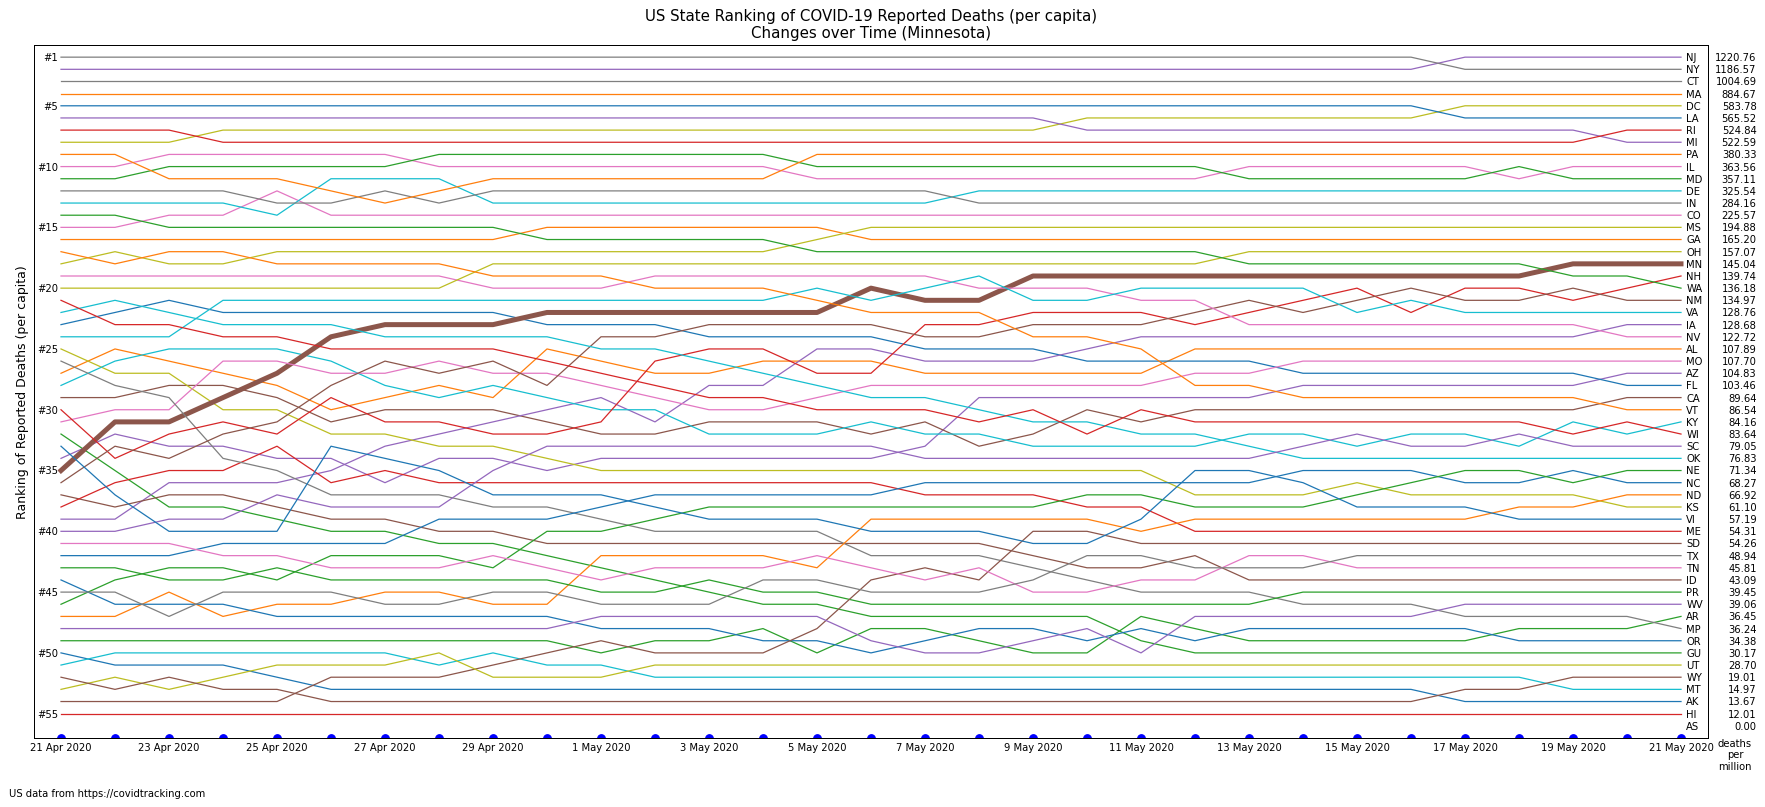 US State Ranking of COVID-19 Reported Deaths (per capita)
Changes over Time (Minnesota)
Ranking of Reported Deaths (per capita)
#1
#5
#10
#15
#20
#25
#30
#35
#40
#45
#50
#55
NJ 1220.76
NY 1186.57
CT 1004.69
MA 884.67
DC 583.78
LA 565.52
RI 524.84
MI 522.59
PA 380.33
IL 363.56
MD 357.11
DE 325.54
IN 284.16
CO 225.57
MS 194.88
GA 165.20
OH 157.07
MN 145.04
NH 139.74
WA 136.18
NM 134.97
VA 128.76
IA 128.68
NV 122.72
AL 107.89
MO 107.70
AZ 104.83
FL 103.46
CA 89.64
VT 86.54
KY 84.16
WI 83.64
SC 79.05
OK 76.83
NE 71.34
NC 68.27
ND 66.92
KS 61.10
VI 57.19
ME 54.31
SD 54.26
TX 48.94
TN 45.81
ID 43.09
PR 39.45
WV 39.06
AR 36.45
MP 36.24
OR 34.38
GU 30.17
UT 28.70
WY 19.01
MT 14.97
AK 13.67
HI 12.01
AS 0.00
21 Apr 2020 23 Apr 2020 25 Apr 2020 27 Apr 2020 29 Apr 2020 1 May 2020 3 May 2020 5 May 2020 7 May 2020 9 May 2020 11 May 2020 13 May 2020 15 May 2020 17 May 2020 19 May 2020 21 May 2020
deaths
per
million
US data from https://covidtracking.com